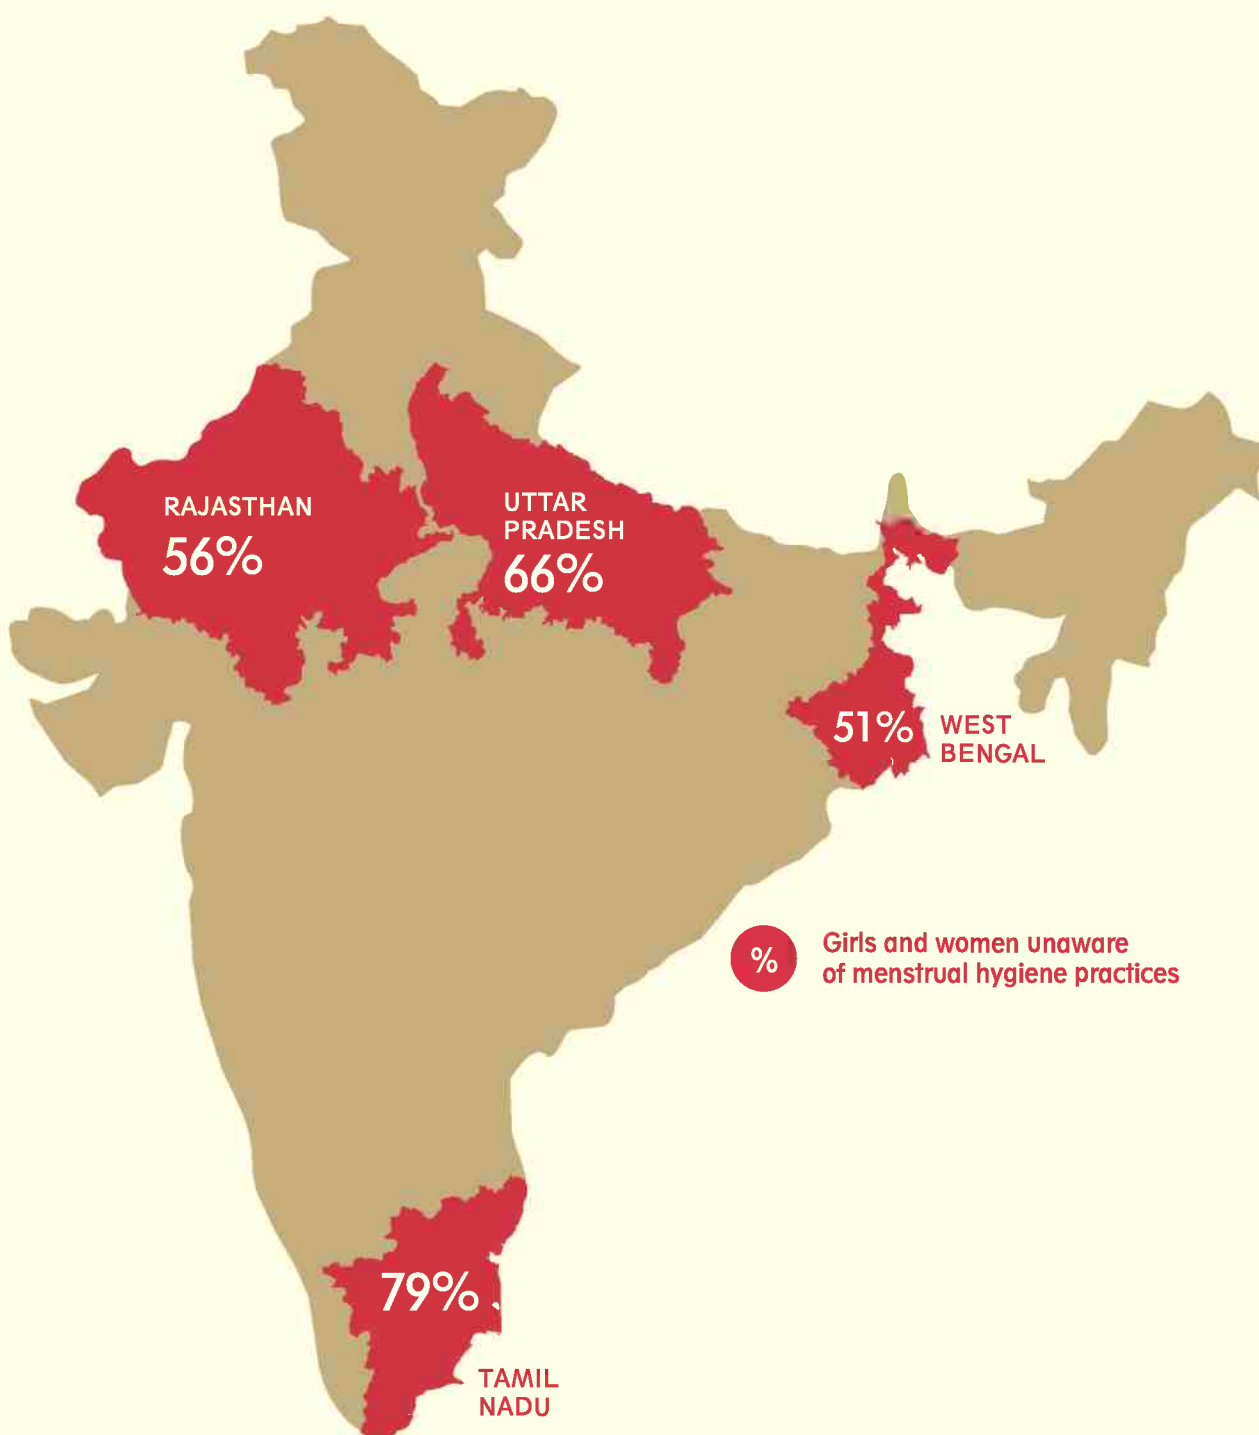 RAJASTHAN
56%
UTTAR
PRADESH
66%
51%
WEST
BENGAL
%
Girls and women unaware
of menstrual hygiene practices
79%
TAMIL
NADU